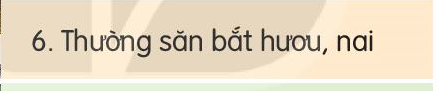 6. Thường săn bắt hươu, nai